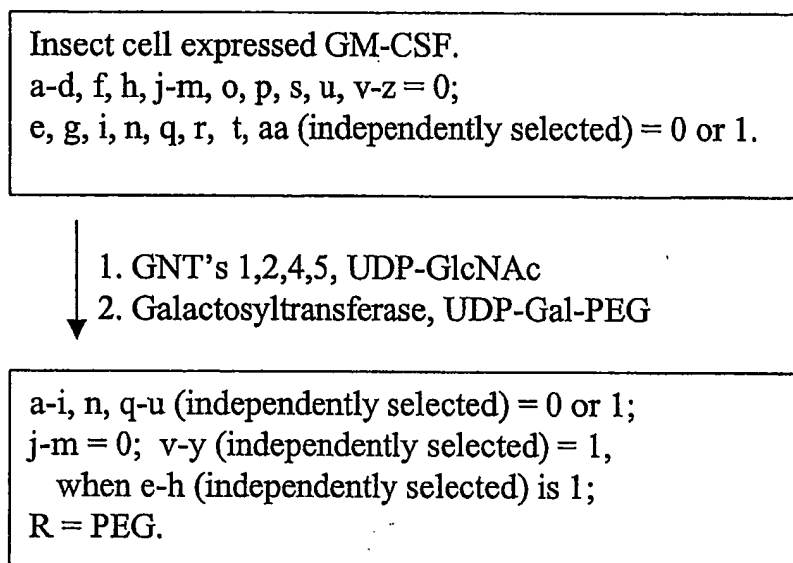 Insect cell expressed GM-CSF.
a-d, f, h, j-m, o, p, s, u, v-z = 0;
e, g, i, n, q, r, t, aa (independently selected) = 0 or 1.
1. GNT's 1,2,4,5, UDP-GlcNAc
2. Galactosyltransferase, UDP-Gal-PEG
a-i, n, q-u (independently selected) = 0 or 1;
j-m = 0; v-y (independently selected) = 1,
when e-h (independently selected) is 1;
R = PEG.